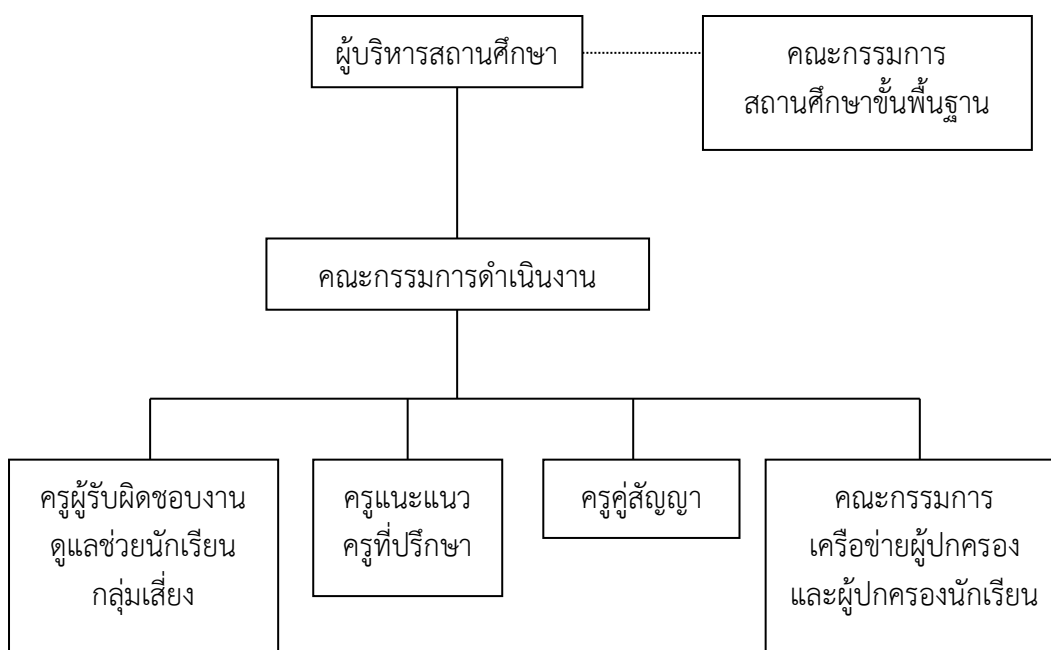 ผู้บริหารสถานศึกษา
คณะกรรมการ
สถานศึกษาขั้นพื้นฐาน
คณะกรรมการดำเนินงาน
ครูผู้รับผิดชอบงาน
ดูแลช่วยนักเรียน
กลุ่มเสี่ยง
ครูแนะแนว
ครูที่ปรึกษา
ครูคู่สัญญา
คณะกรรมการ
เครือข่ายผู้ปกครอง
และผู้ปกครองนักเรียน